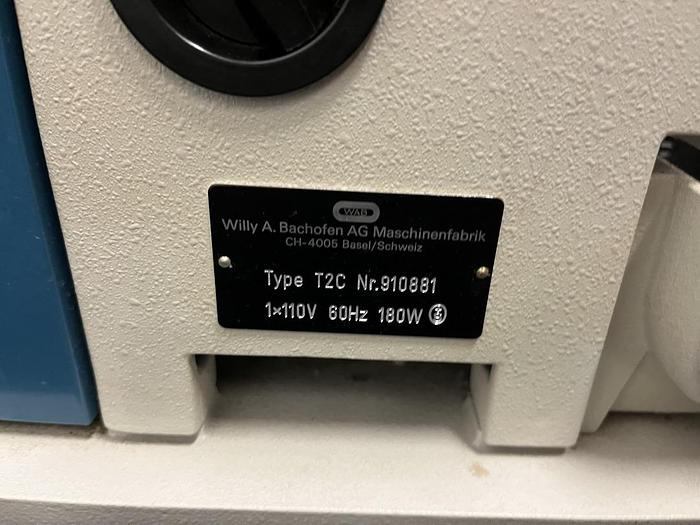 WAB
Willy A. Bachofen AG Maschinenfabrik
CH-4005 Basel/Schweiz
Type T2C Nr.910881
1×110V 60Hz 180W